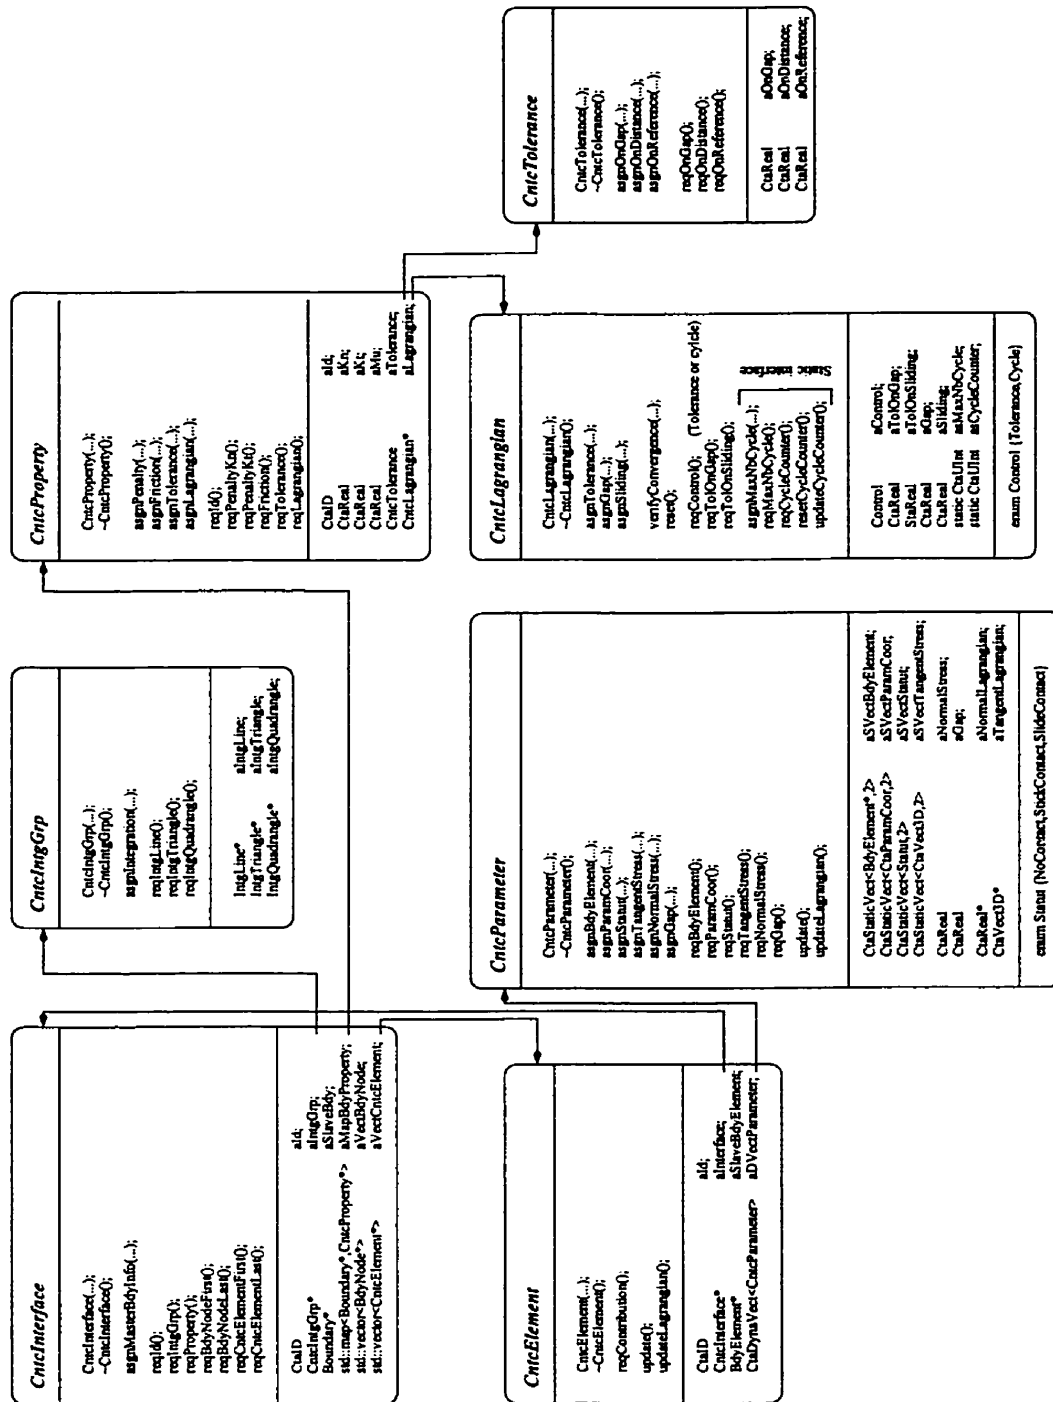 CntcInterface
CntcInterface(...);
~CntcInterface();
asgnMasterBdyInfo(...);
reqId();
reqIntgGrp();
reqProperty();
reqBdyNodeFirst();
reqBdyNodeLast();
reqCntcElementFirst();
reqCntcElementLast();
CtaID aId;
CntcIntgGrp* aIntgGrp;
Boundary* aSlaveBdy;
std::map<Boundary*,CntcProperty*> aMapBdyProperty;
std::vector<BdyNode*> aVectBdyNode;
std::vector<CntcElement*> aVectCntcElement;
CntcIntgGrp
CntcIntgGrp(...);
~CntcIntgGrp();
asgnIntegration(...);
reqIntgLine();
reqIntgTriangle();
reqIntgQuadrangle();
IntgLine* aIntgLine;
IntgTriangle* aIntgTriangle;
IntgQuadrangle* aIntgQuadrangle;
CntcProperty
CntcProperty(...);
~CntcProperty();
asgnPenalty(...);
asgnFriction(...);
asgnTolerance(...);
asgnLagrangian(...);
reqId();
reqPenaltyKn();
reqPenaltyKt();
reqFriction();
reqTolerance();
reqLagrangian();
CtaID aId;
CtaReal aKn;
CtaReal aKt;
CtaReal aMu;
CntcTolerance aTolerance;
CntcLagrangian* aLagrangian;
CntcElement
CntcElement(...);
~CntcElement();
reqContribution();
update();
updateLagrangian();
CtaID aId;
CntcInterface* aInterface;
BdyElement* aSlaveBdyElement;
CtaDynaVect<CntcParameter> aDVectParameter;
CntcParameter
CntcParameter(...);
~CntcParameter();
asgnBdyElement(...);
asgnParamCoor(...);
asgnStatut(...);
asgnTangentStress(...);
asgnNormalStress(...);
asgnGap(...);
reqBdyElement();
reqParamCoor();
reqStatut();
reqTangentStress();
reqNormalStress();
reqGap();
update();
updateLagrangian();
CtaStaticVect<BdyElement*,2> aSVectBdyElement;
CtaStaticVect<CtaParamCoor,2> aSVectParamCoor;
CtaStaticVect<Statut,2> aSVectStatut;
CtaStaticVect<CtaVect3D,2> aSVectTangentStress;
CtaReal aNormalStress;
CtaReal aGap;
CtaReal* aNormalLagrangian;
CtaVect3D* aTangentLagrangian;
enum Statut {NoContact,StickContact,SlideContact}
CntcLagrangian
CntcLagrangian(...);
~CntcLagrangian();
asgnTolerance(...);
asgnGap(...);
asgnSliding(...);
verifyConvergence(...);
reset();
reqControl(); (Tolerance or cylcle)
reqTolOnGap();
reqTolOnSliding();
asgnMaxNbCycle(...);
reqMaxNbCycle();
reqCycleCounter();
resetCycleCounter();
updateCycleCounter();
Static interface
Control aControl;
CtaReal aTolOnGap;
StaReal aTolOnSliding;
CtaReal aGap;
CtaReal aSliding;
static CtaUInt asMaxNbCycle;
static CtaUInt asCycleCounter;
enum Control {Tolerance,Cycle}
CntcTolerance
CntcTolerance(...);
~CntcTolerance();
asgnOnGap(...);
asgnOnDistance(...);
asgnOnReference(...);
reqOnGap();
reqOnDistance();
reqOnReference();
CtaReal aOnGap;
CtaReal aOnDistance;
CtaReal aOnReference;